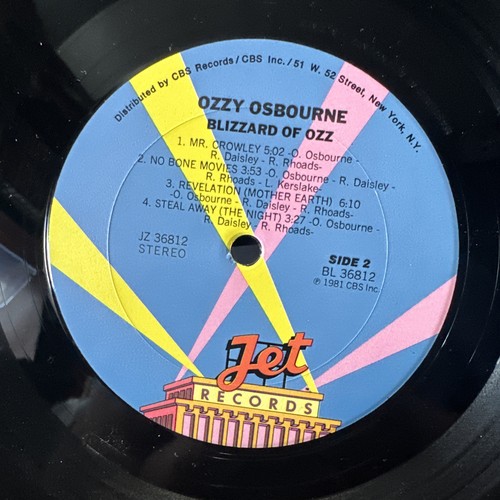 Distributed by CBS Records/CBS Inc./51 W. 52 Street, New York, N.Y.
OZZY OSBOURNE
BLIZZARD OF OZZ
1. MR. CROWLEY 5:02 -O. Osbourne -
R. Daisley - R. Rhoads-
2. NO BONE MOVIES 3:53 -O. Osbourne - R. Daisley -
R. Rhoads - L. Kerslake-
3. REVELATION (MOTHER EARTH) 6:10
-O. Osbourne - R. Daisley - R. Rhoads-
4. STEAL AWAY (THE NIGHT) 3:27 -O. Osbourne -
R. Daisley - R. Rhoads-
JZ 36812
STEREO
SIDE 2
BL 36812
℗ 1981 CBS Inc.
Jet
RECORDS